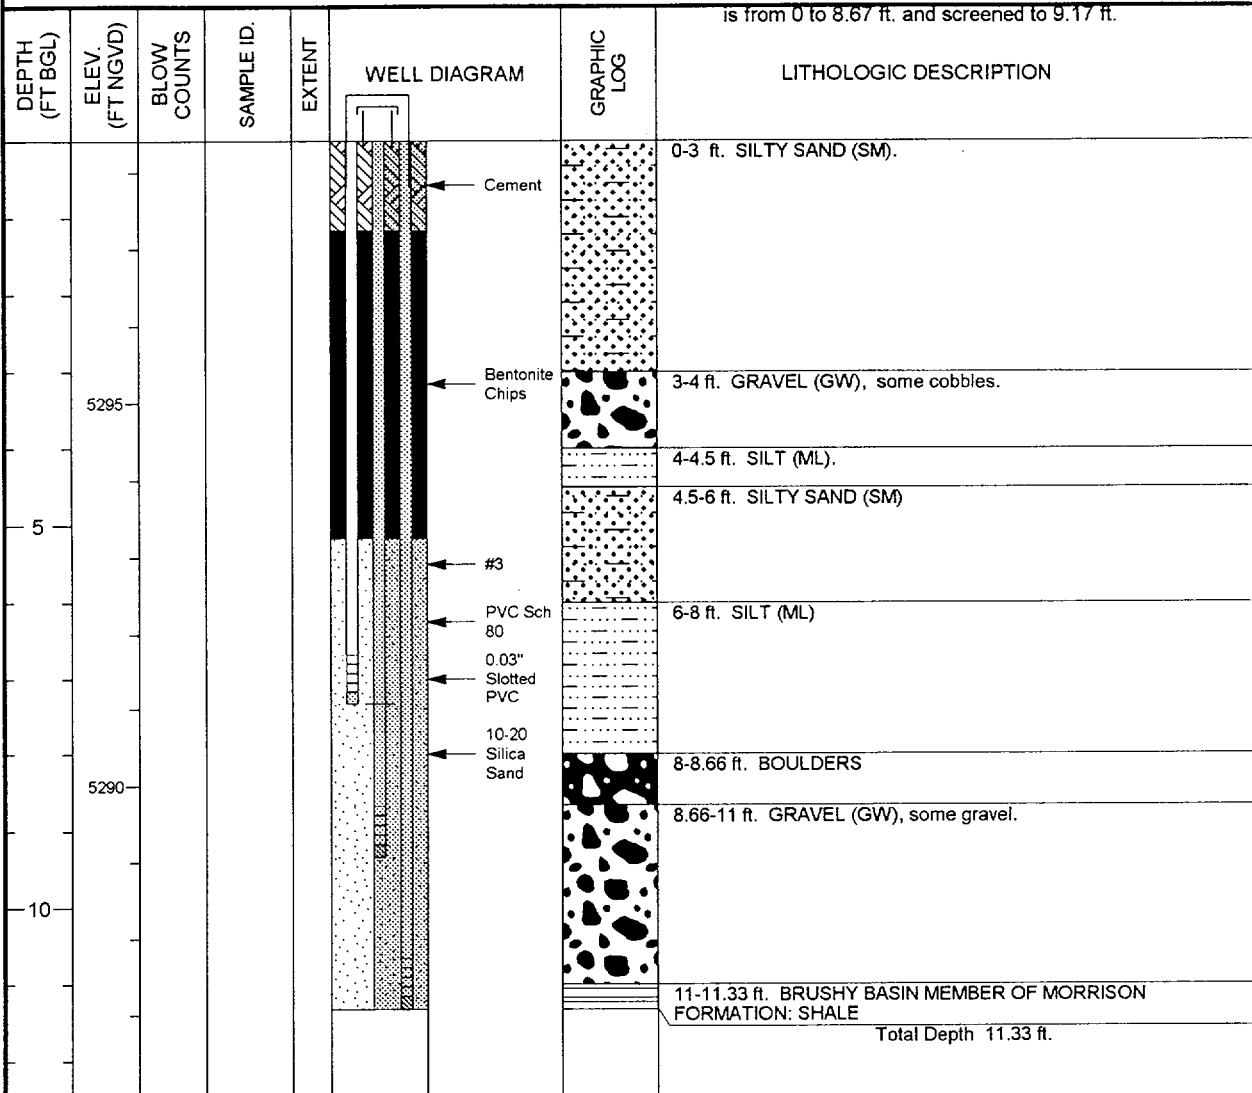 is from 0 to 8.67 ft. and screened to 9.17 ft.
DEPTH
(FT BGL)
ELEV.
(FT NGVD)
BLOW
COUNTS
SAMPLE ID.
EXTENT
WELL DIAGRAM
GRAPHIC
LOG
LITHOLOGIC DESCRIPTION
0-3 ft. SILTY SAND (SM).
Cement
Bentonite
Chips
3-4 ft. GRAVEL (GW), some cobbles.
5295
4-4.5 ft. SILT (ML).
4.5-6 ft. SILTY SAND (SM)
5
#3
PVC Sch
80
6-8 ft. SILT (ML)
0.03"
Slotted
PVC
10-20
Silica
Sand
8-8.66 ft. BOULDERS
5290
8.66-11 ft. GRAVEL (GW), some gravel.
10
11-11.33 ft. BRUSHY BASIN MEMBER OF MORRISON
FORMATION: SHALE
Total Depth 11.33 ft.